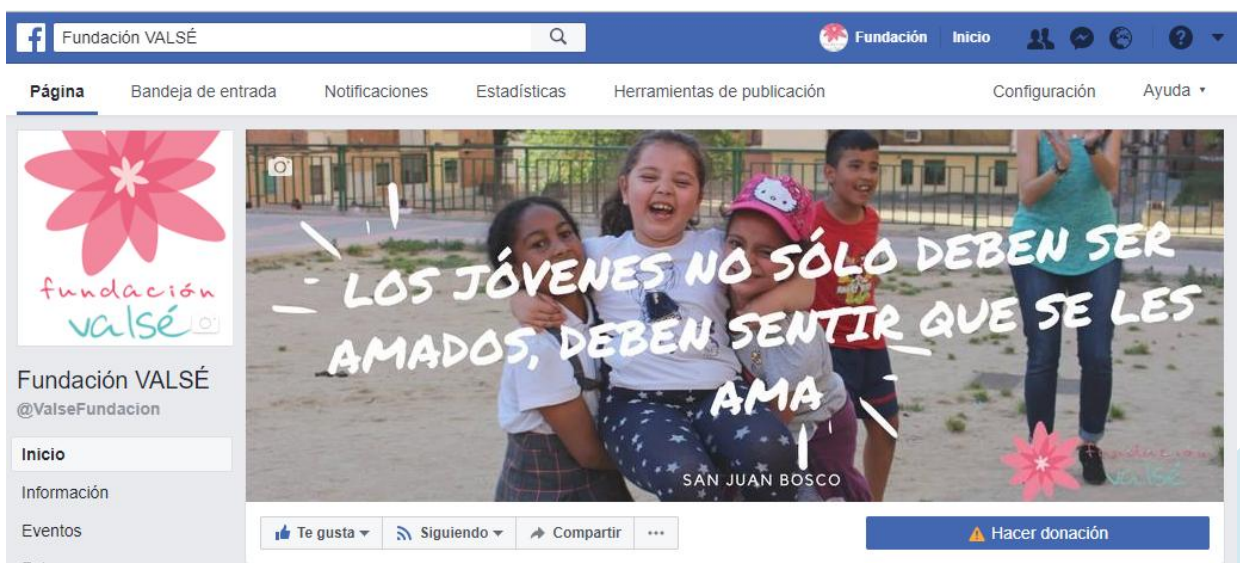 Fundación VALSÉ
Fundación Inicio
Página Bandeja de entrada Notificaciones Estadísticas Herramientas de publicación Configuración Ayuda
fundación
valsé
Fundación VALSÉ
@ValseFundacion
Inicio
Información
Eventos
LOS JÓVENES NO SÓLO DEBEN SER
AMADOS, DEBEN SENTIR QUE SE LES
AMA
SAN JUAN BOSCO
fundación
valsé
Te gusta Siguiendo Compartir
Hacer donación